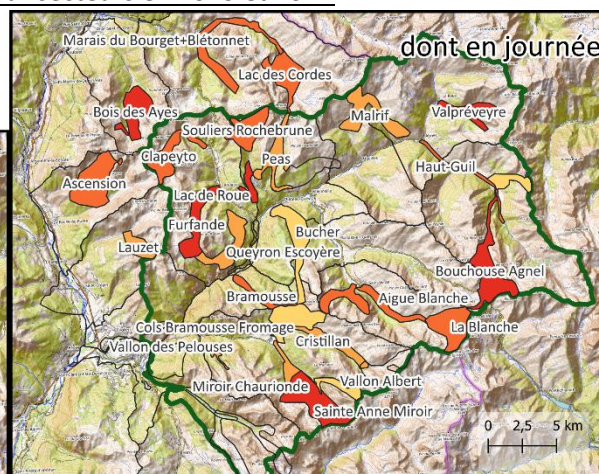 Marais du Bourget+Blétonnet
dont en journée
Lac des Cordes
Bois des Ayes
Malrif
Valpréveyre
Souliers Rochebrune
Clapeyto
Peas
Haut-Guil
Ascension
Lac de Roue
Furfande
Bucher
Lauzet
Queyron Escoyère
Bouchouse Agnel
Bramousse
Aigue Blanche
Cols Bramousse Fromage
La Blanche
Vallon des Pelouses
Cristillan
Miroir Chaurionde
Vallon Albert
Sainte Anne Miroir
0 2,5 5 km